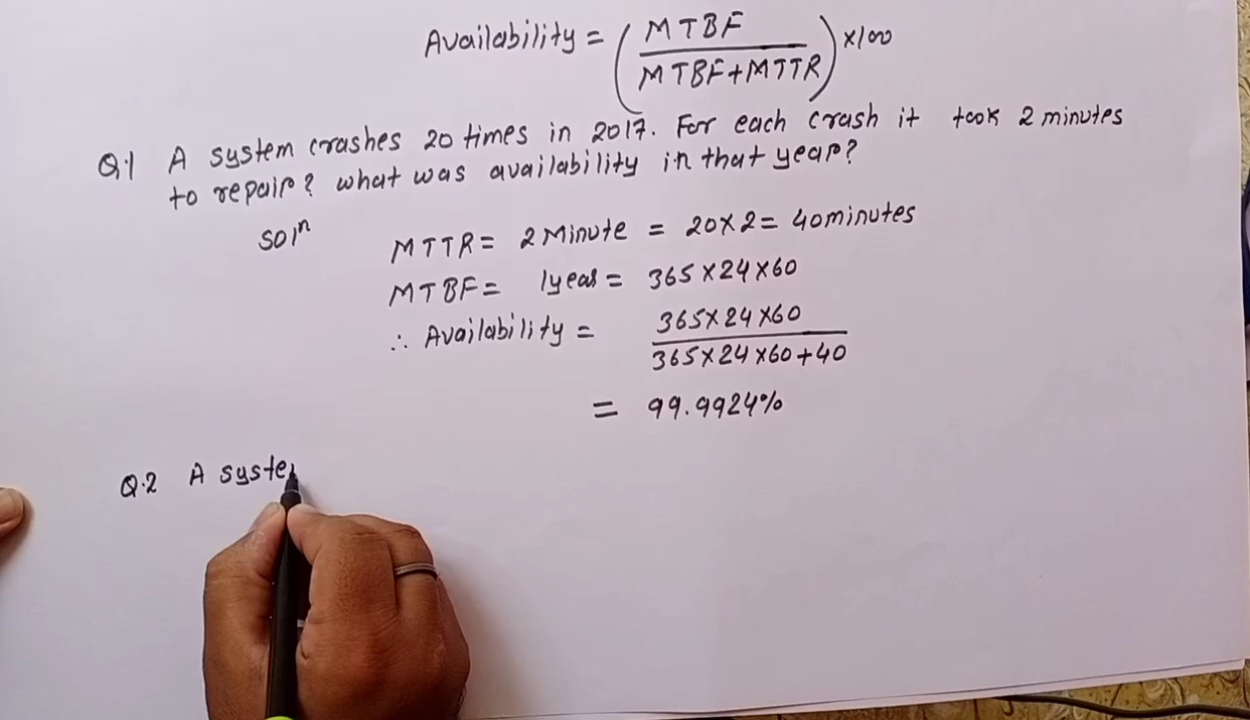 Availability = (MTBF / MTBF+MTTR) ×100
Q.1 A system crashes 20 times in 2017. For each crash it took 2 minutes
to repair? what was availability in that year?
Solⁿ
MTTR = 2 Minute = 20×2 = 40 minutes
MTBF = 1year = 365×24×60
∴ Availability = 365×24×60 / 365×24×60+40
= 99.9924%
Q.2 A syste